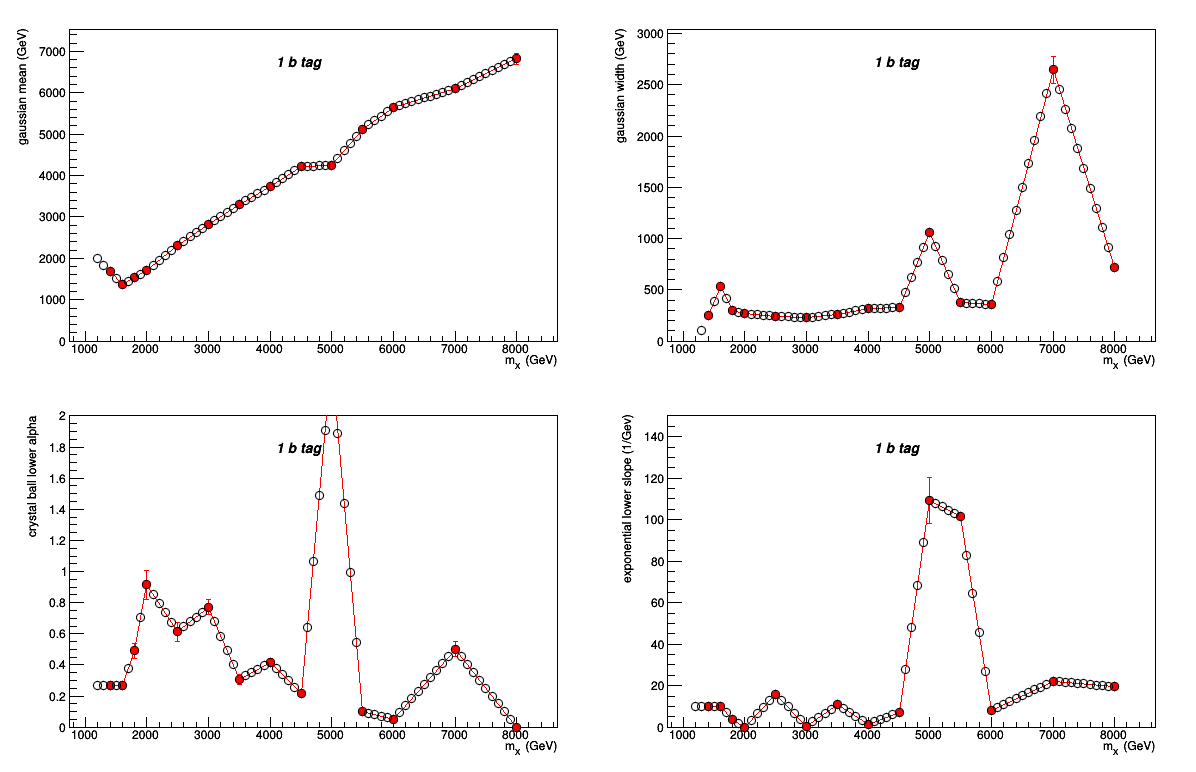 gaussian mean (GeV)
1 b tag
7000
6000
5000
4000
3000
2000
1000
0
1000 2000 3000 4000 5000 6000 7000 8000
m_x (GeV)
gaussian width (GeV)
1 b tag
3000
2500
2000
1500
1000
500
0
1000 2000 3000 4000 5000 6000 7000 8000
m_x (GeV)
crystal ball lower alpha
1 b tag
2
1.8
1.6
1.4
1.2
1
0.8
0.6
0.4
0.2
0
1000 2000 3000 4000 5000 6000 7000 8000
m_x (GeV)
exponential lower slope (1/Gev)
1 b tag
140
120
100
80
60
40
20
0
1000 2000 3000 4000 5000 6000 7000 8000
m_x (GeV)